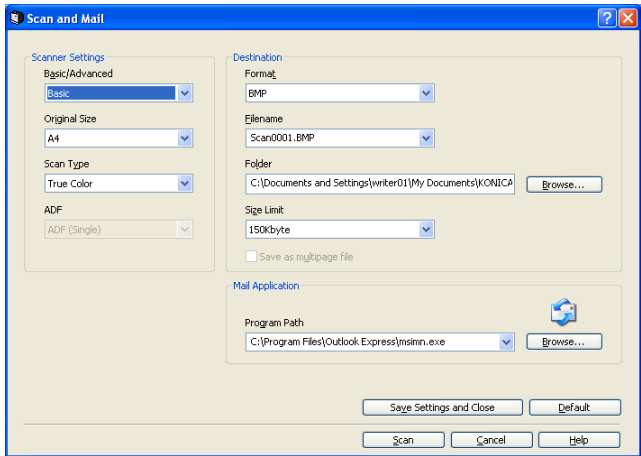 Scan and Mail
Scanner Settings
Basic/Advanced
Basic
Original Size
A4
Scan Type
True Color
ADF
ADF (Single)
Destination
Format
BMP
Filename
Scan0001.BMP
Folder
C:\Documents and Settings\writer01\My Documents\KONICA
Browse...
Size Limit
150Kbyte
Save as multipage file
Mail Application
Program Path
C:\Program Files\Outlook Express\msimn.exe
Browse...
Save Settings and Close
Default
Scan
Cancel
Help